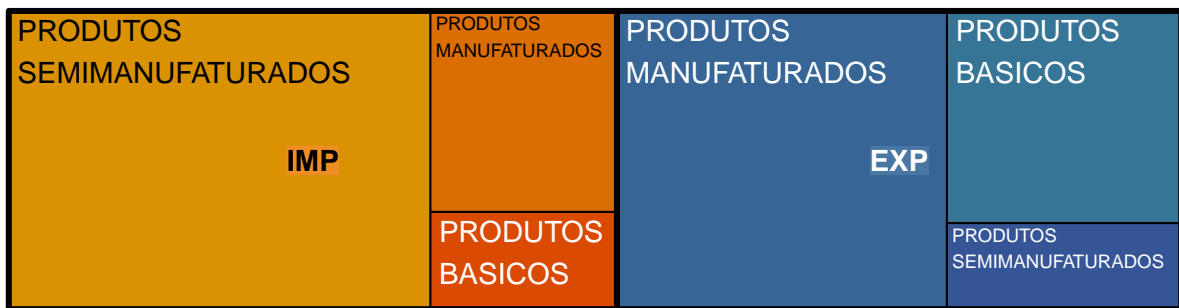 PRODUTOS
SEMIMANUFATURADOS
IMP
PRODUTOS
MANUFATURADOS
PRODUTOS
BASICOS
PRODUTOS
MANUFATURADOS
EXP
PRODUTOS
BASICOS
PRODUTOS
SEMIMANUFATURADOS